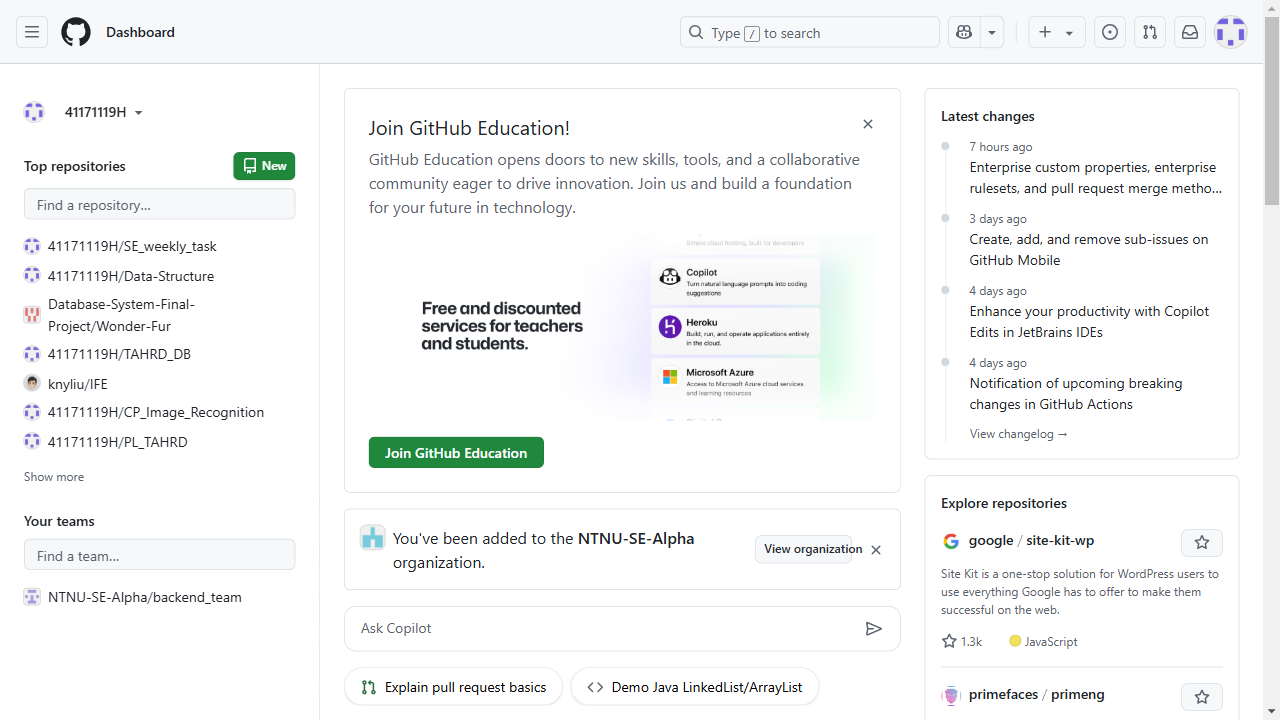 Dashboard
Type / to search
41171119H
Top repositories
New
Find a repository…
41171119H/SE_weekly_task
41171119H/Data-Structure
Database-System-Final-
Project/Wonder-Fur
41171119H/TAHRD_DB
knyliu/IFE
41171119H/CP_Image_Recognition
41171119H/PL_TAHRD
Show more
Your teams
Find a team…
NTNU-SE-Alpha/backend_team
Join GitHub Education!
GitHub Education opens doors to new skills, tools, and a collaborative
community eager to drive innovation. Join us and build a foundation
for your future in technology.
Free and discounted
services for teachers
and students.
Simple cloud hosting, built for developers
Copilot
Turn natural language prompts into coding
suggestions
Heroku
Build, run, and operate applications entirely
in the cloud.
Microsoft Azure
Access to Microsoft Azure cloud services
and learning resources
Join GitHub Education
You've been added to the NTNU-SE-Alpha
organization.
View organization
Ask Copilot
Explain pull request basics
Demo Java LinkedList/ArrayList
Latest changes
7 hours ago
Enterprise custom properties, enterprise
rulesets, and pull request merge metho…
3 days ago
Create, add, and remove sub-issues on
GitHub Mobile
4 days ago
Enhance your productivity with Copilot
Edits in JetBrains IDEs
4 days ago
Notification of upcoming breaking
changes in GitHub Actions
View changelog →
Explore repositories
google / site-kit-wp
Site Kit is a one-stop solution for WordPress users to
use everything Google has to offer to make them
successful on the web.
1.3k
JavaScript
primefaces / primeng